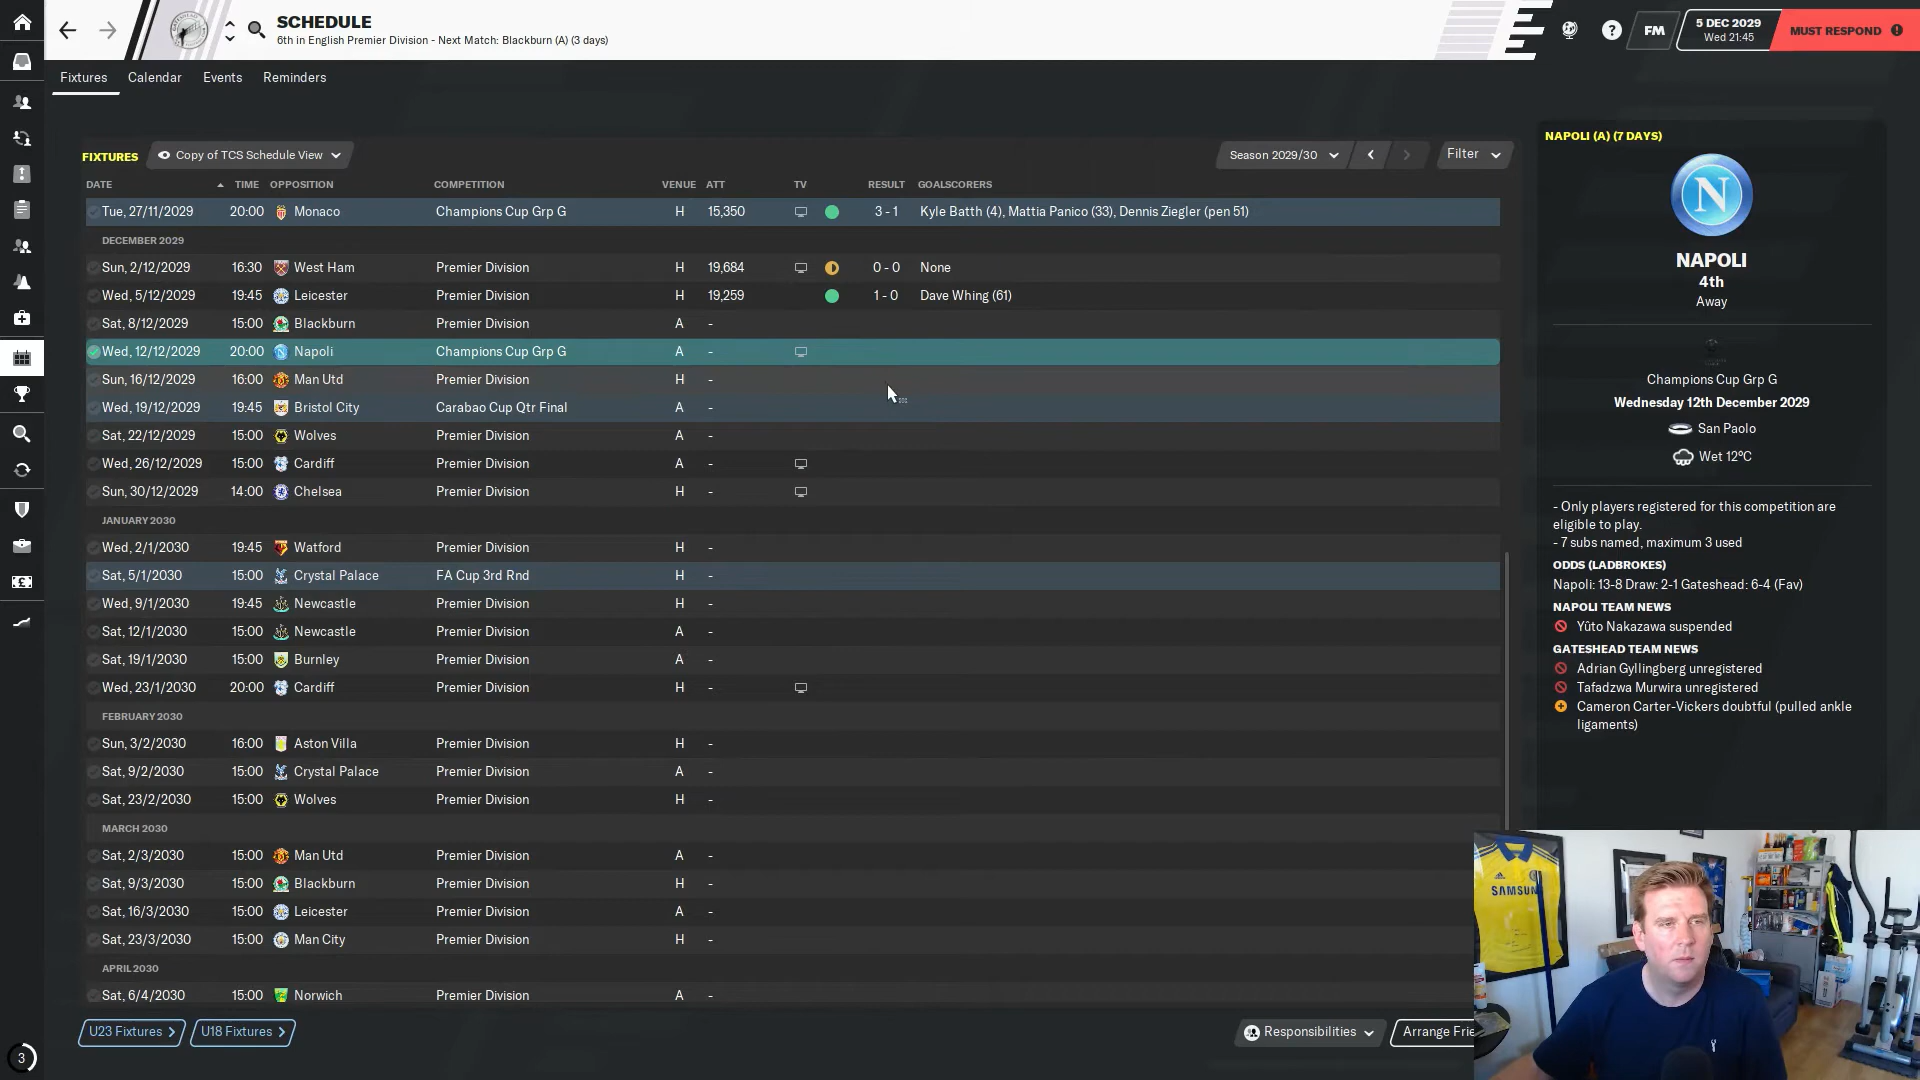 SCHEDULE
6th in English Premier Division - Next Match: Blackburn (A) (3 days)
FM
5 DEC 2029
Wed 21:45
MUST RESPOND
Fixtures Calendar Events Reminders
FIXTURES Copy of TCS Schedule View Season 2029/30 Filter
DATE TIME OPPOSITION COMPETITION VENUE ATT TV RESULT GOALSCORERS
Tue, 27/11/2029 20:00 Monaco Champions Cup Grp G H 15,350 3 - 1 Kyle Batth (4), Mattia Panico (33), Dennis Ziegler (pen 51)
DECEMBER 2029
Sun, 2/12/2029 16:30 West Ham Premier Division H 19,684 0 - 0 None
Wed, 5/12/2029 19:45 Leicester Premier Division H 19,259 1 - 0 Dave Whing (61)
Sat, 8/12/2029 15:00 Blackburn Premier Division A -
Wed, 12/12/2029 20:00 Napoli Champions Cup Grp G A -
Sun, 16/12/2029 16:00 Man Utd Premier Division H -
Wed, 19/12/2029 19:45 Bristol City Carabao Cup Qtr Final A -
Sat, 22/12/2029 15:00 Wolves Premier Division A -
Wed, 26/12/2029 15:00 Cardiff Premier Division A -
Sun, 30/12/2029 14:00 Chelsea Premier Division H -
JANUARY 2030
Wed, 2/1/2030 19:45 Watford Premier Division H -
Sat, 5/1/2030 15:00 Crystal Palace FA Cup 3rd Rnd H -
Wed, 9/1/2030 19:45 Newcastle Premier Division H -
Sat, 12/1/2030 15:00 Newcastle Premier Division A -
Sat, 19/1/2030 15:00 Burnley Premier Division A -
Wed, 23/1/2030 20:00 Cardiff Premier Division H -
FEBRUARY 2030
Sun, 3/2/2030 16:00 Aston Villa Premier Division H -
Sat, 9/2/2030 15:00 Crystal Palace Premier Division A -
Sat, 23/2/2030 15:00 Wolves Premier Division H -
MARCH 2030
Sat, 2/3/2030 15:00 Man Utd Premier Division A -
Sat, 9/3/2030 15:00 Blackburn Premier Division H -
Sat, 16/3/2030 15:00 Leicester Premier Division A -
Sat, 23/3/2030 15:00 Man City Premier Division H -
APRIL 2030
Sat, 6/4/2030 15:00 Norwich Premier Division A -
U23 Fixtures U18 Fixtures Responsibilities Arrange Frie
3
NAPOLI (A) (7 DAYS)
N
NAPOLI
4th
Away
Champions Cup Grp G
Wednesday 12th December 2029
San Paolo
Wet 12°C
- Only players registered for this competition are
eligible to play.
- 7 subs named, maximum 3 used
ODDS (LADBROKES)
Napoli: 13-8 Draw: 2-1 Gateshead: 6-4 (Fav)
NAPOLI TEAM NEWS
Yûto Nakazawa suspended
GATESHEAD TEAM NEWS
Adrian Gyllingberg unregistered
Tafadzwa Murwira unregistered
Cameron Carter-Vickers doubtful (pulled ankle
ligaments)
SAMSUN